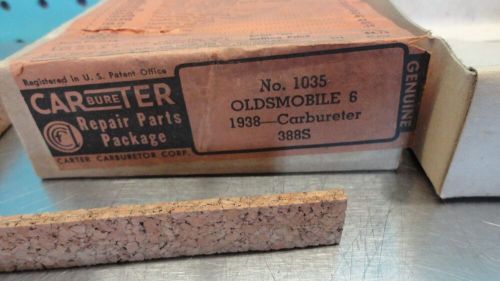 Registered in U. S. Patent Office
CARBURETER
Repair Parts
Package
CARTER CARBURETOR CORP.
No. 1035
OLDSMOBILE 6
1938—Carbureter
388S
GENUINE